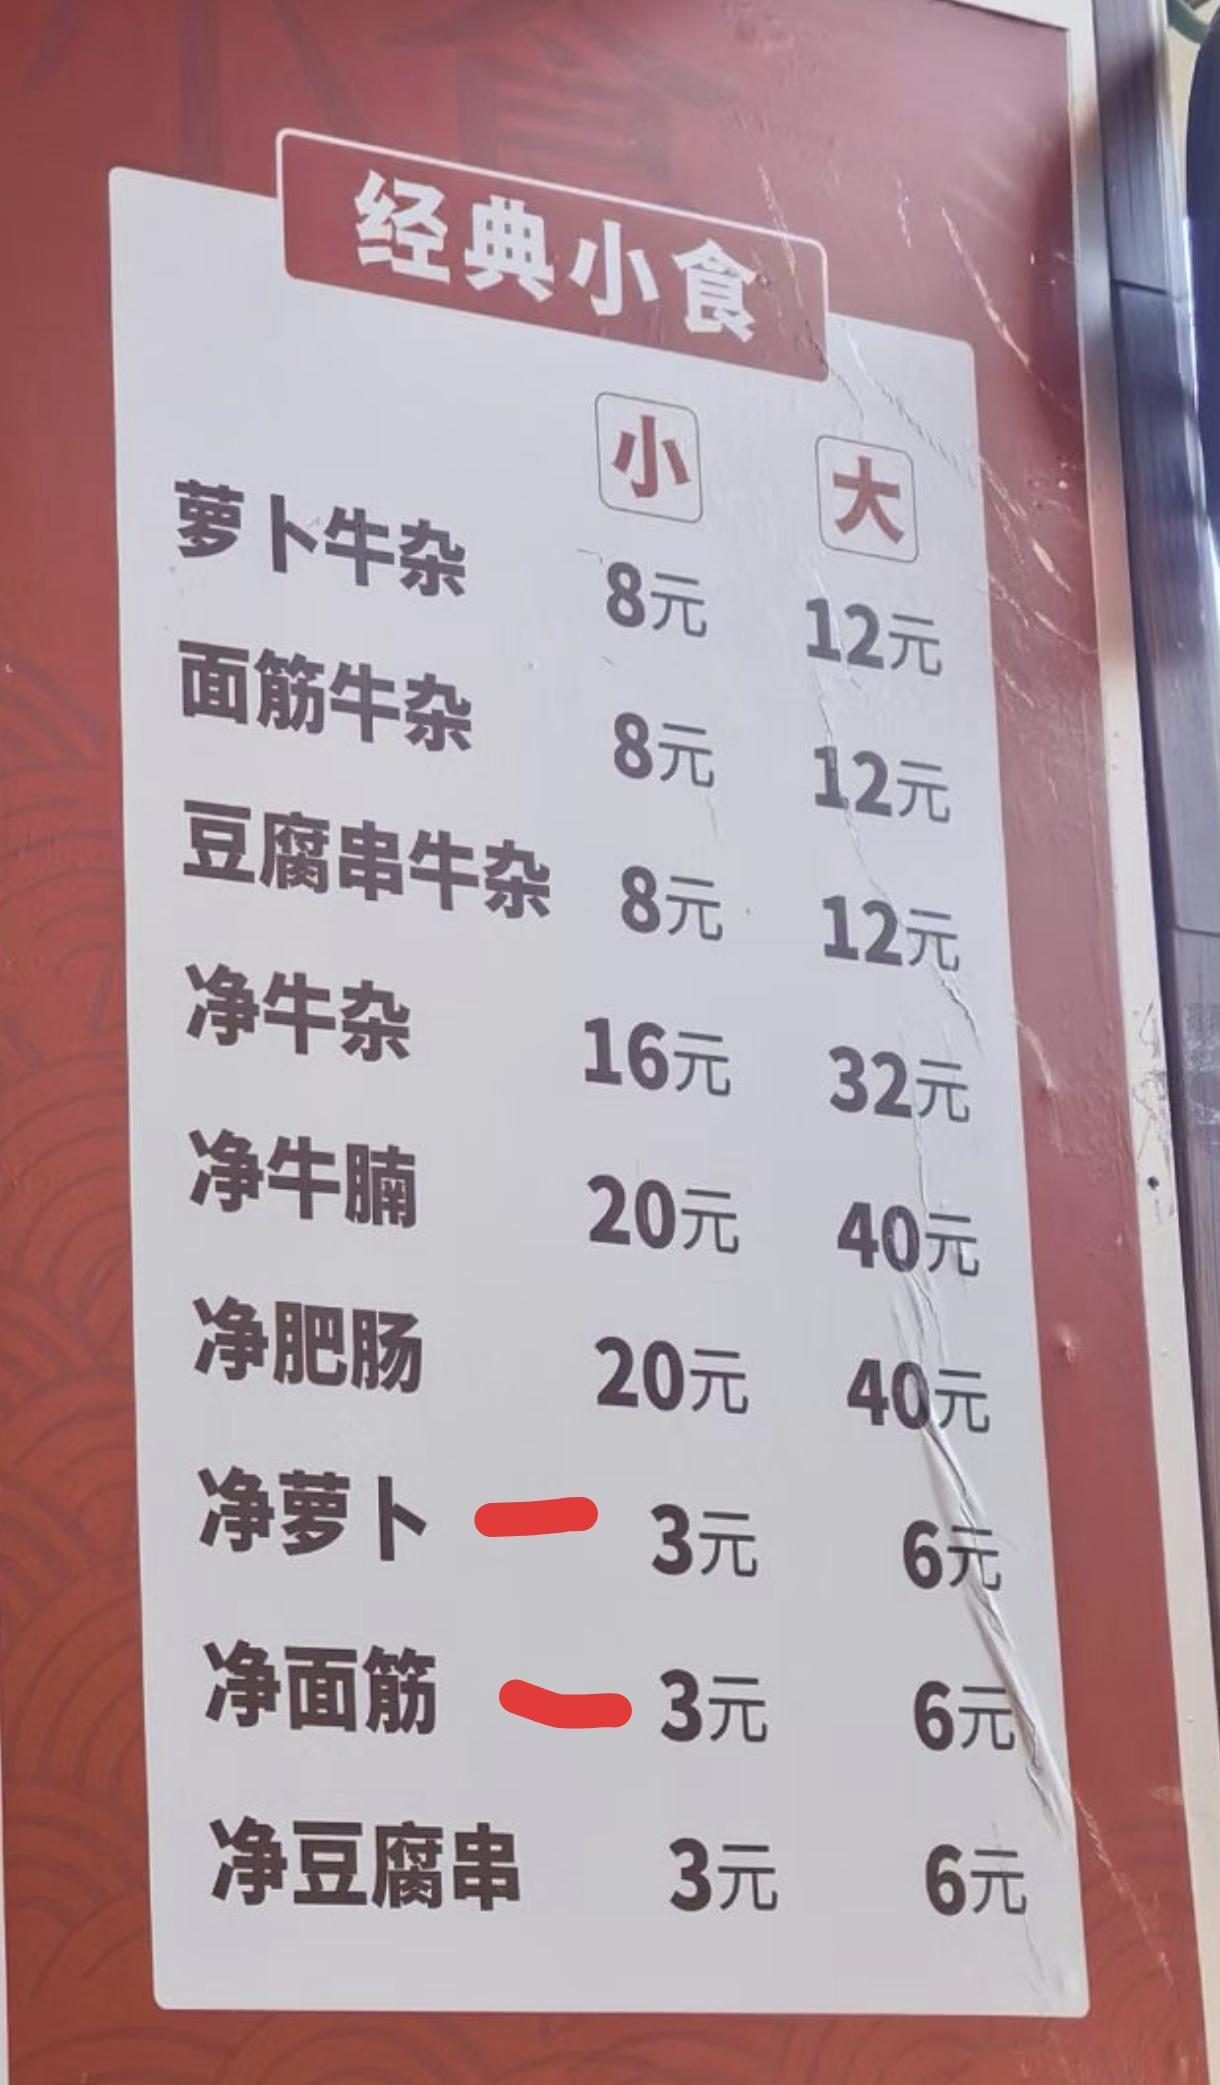 经典小食
小 大
萝卜牛杂 8元 12元
面筋牛杂 8元 12元
豆腐串牛杂 8元 12元
净牛杂 16元 32元
净牛腩 20元 40元
净肥肠 20元 40元
净萝卜 3元 6元
净面筋 3元 6元
净豆腐串 3元 6元